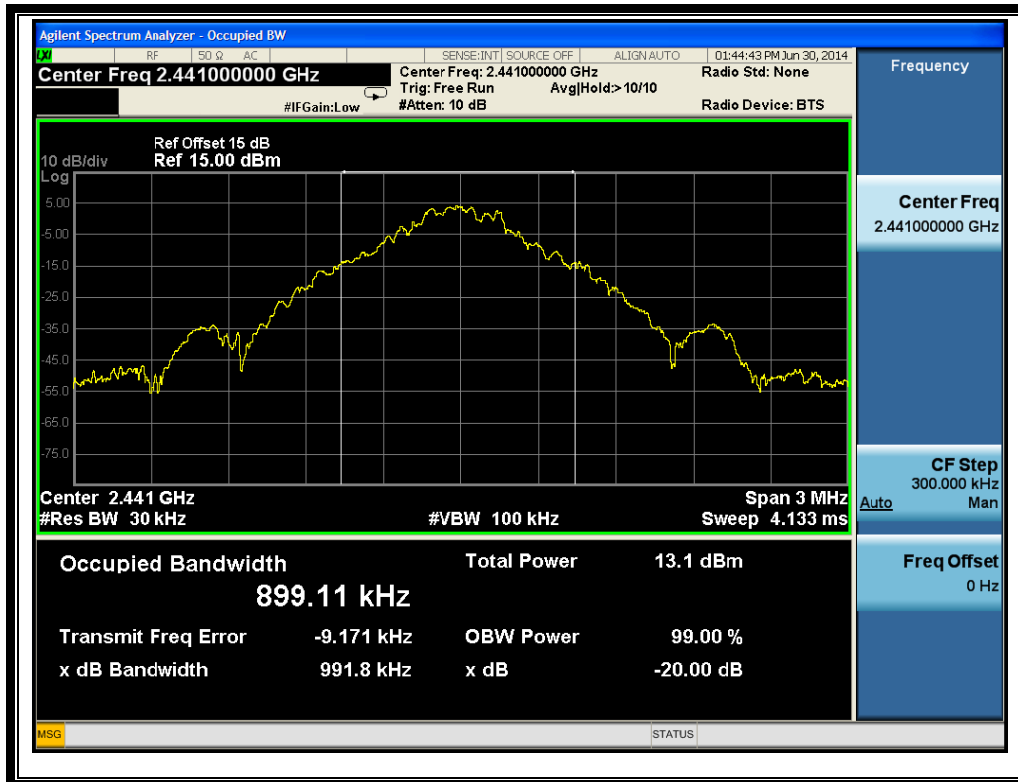 Agilent Spectrum Analyzer - Occupied BW
LXI RF 50 Ω AC SENSE:INT SOURCE OFF ALIGN AUTO 01:44:43 PM Jun 30, 2014
Center Freq 2.441000000 GHz
Center Freq: 2.441000000 GHz
Radio Std: None
Trig: Free Run Avg|Hold:> 10/10
#IFGain:Low
#Atten: 10 dB
Radio Device: BTS
Ref Offset 15 dB
10 dB/div Ref 15.00 dBm
Log
5.00
-5.00
-15.0
-25.0
-35.0
-45.0
-55.0
-65.0
-75.0
Center 2.441 GHz Span 3 MHz
#Res BW 30 kHz #VBW 100 kHz Sweep 4.133 ms
Occupied Bandwidth Total Power 13.1 dBm
899.11 kHz
Transmit Freq Error -9.171 kHz OBW Power 99.00 %
x dB Bandwidth 991.8 kHz x dB -20.00 dB
MSG STATUS
Frequency
Center Freq
2.441000000 GHz
CF Step
300.000 kHz
Auto Man
Freq Offset
0 Hz